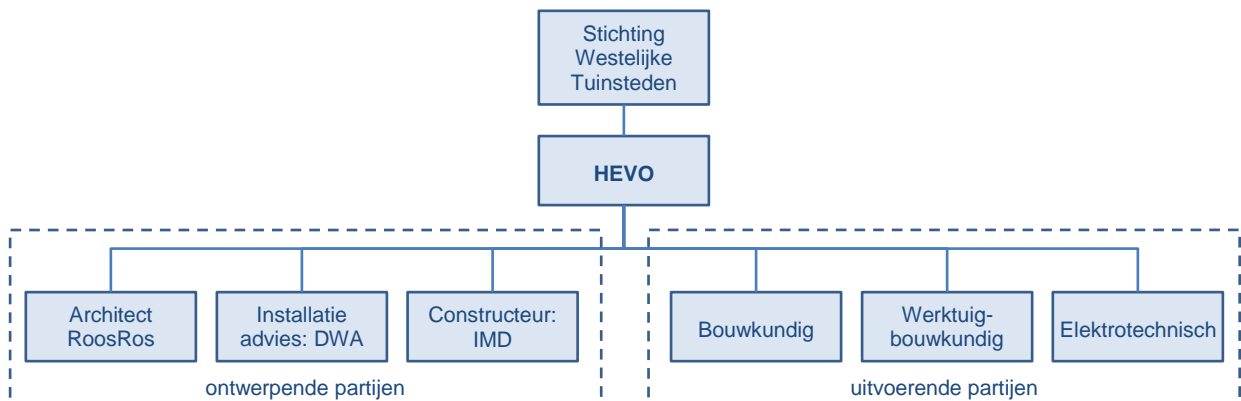 Stichting
Westelijke
Tuinsteden
HEVO
Architect
RoosRos
Installatie
advies: DWA
Constructeur:
IMD
Bouwkundig
Werktuig-
bouwkundig
Elektrotechnisch
ontwerpende partijen
uitvoerende partijen